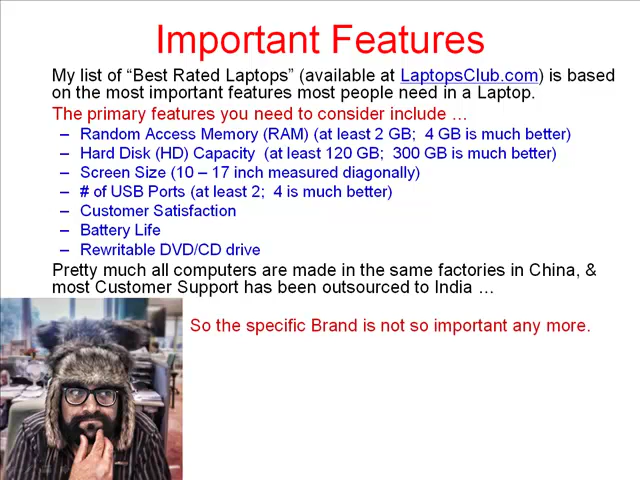 Important Features
My list of “Best Rated Laptops” (available at LaptopsClub.com) is based
on the most important features most people need in a Laptop.
The primary features you need to consider include …
– Random Access Memory (RAM) (at least 2 GB; 4 GB is much better)
– Hard Disk (HD) Capacity (at least 120 GB; 300 GB is much better)
– Screen Size (10 – 17 inch measured diagonally)
– # of USB Ports (at least 2; 4 is much better)
– Customer Satisfaction
– Battery Life
– Rewritable DVD/CD drive
Pretty much all computers are made in the same factories in China, &
most Customer Support has been outsourced to India …
So the specific Brand is not so important any more.